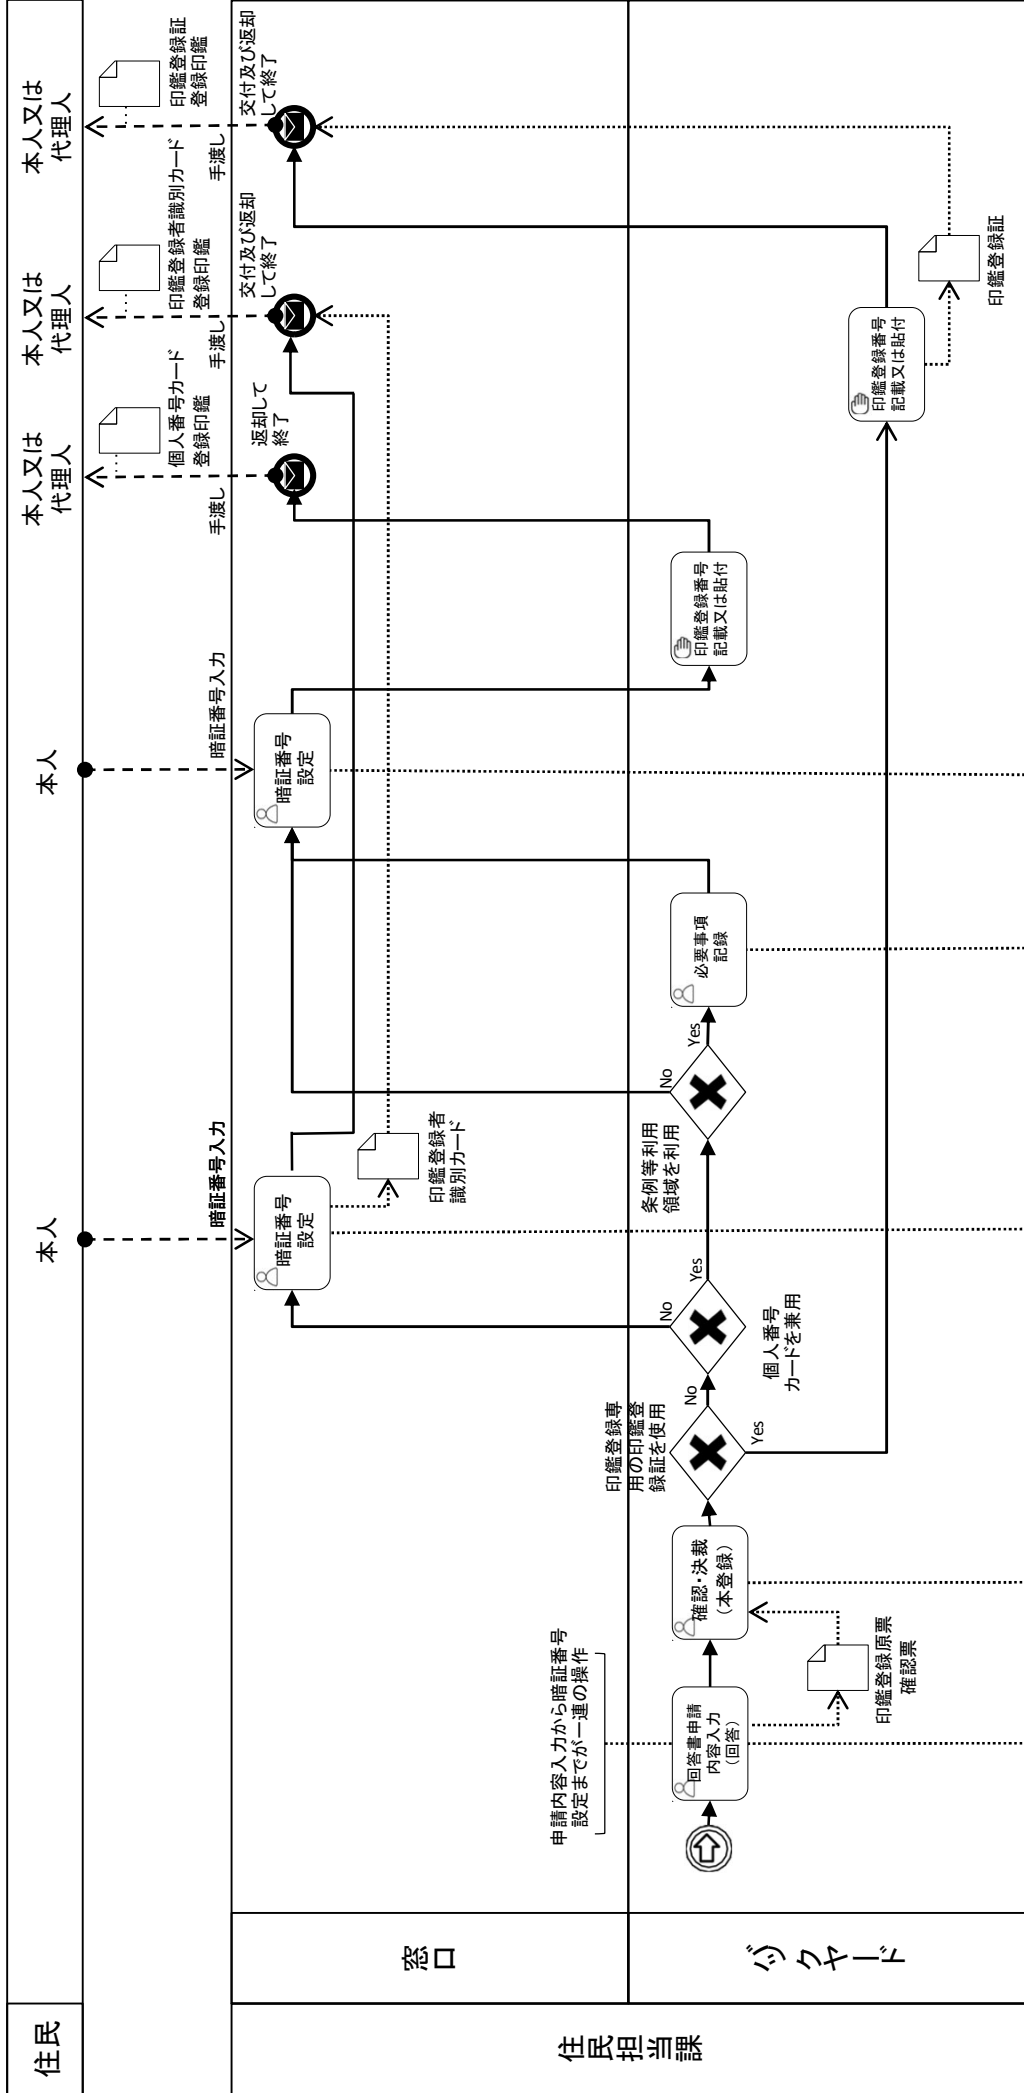 住民
住民担当課
窓口
バックヤード
申請内容入力から暗証番号
設定までが一連の操作
回答書申請
内容入力
(回答)
印鑑登録原票
確認票
確認・決裁
(本登録)
印鑑登録専
用の印鑑登
録証を使用
No
Yes
個人番号
カードを兼用
No
Yes
本人
暗証番号入力
暗証番号
設定
印鑑登録者
識別カード
条例等利用
領域を利用
No
Yes
必要事項
記録
本人
暗証番号入力
暗証番号
設定
印鑑登録番号
記載又は貼付
本人又は
代理人
個人番号カード
登録印鑑
手渡し
返却して
終了
本人又は
代理人
印鑑登録者識別カード
登録印鑑
手渡し
交付及び返却
して終了
印鑑登録番号
記載又は貼付
印鑑登録証
本人又は
代理人
印鑑登録証
登録印鑑
手渡し
交付及び返却
して終了